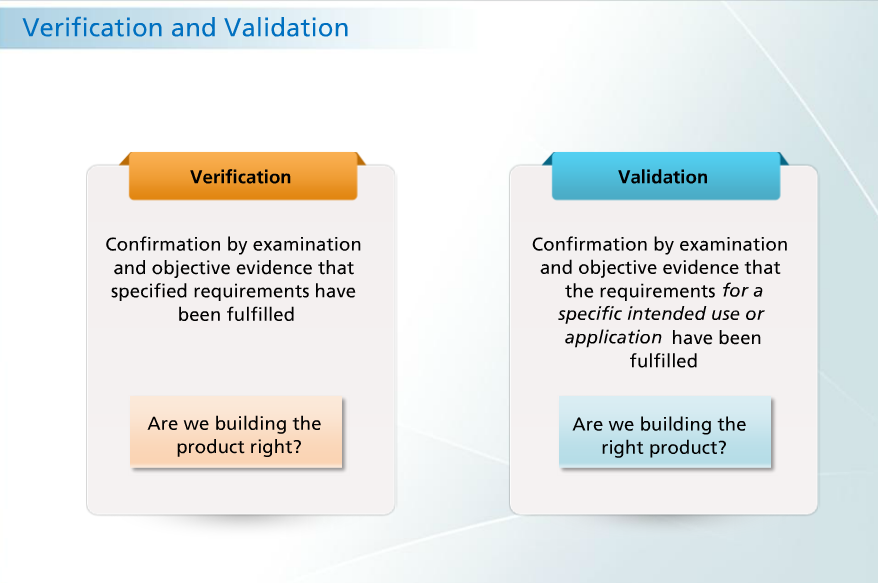 Verification and Validation
Verification
Confirmation by examination
and objective evidence that
specified requirements have
been fulfilled
Are we building the
product right?
Validation
Confirmation by examination
and objective evidence that
the requirements for a
specific intended use or
application have been
fulfilled
Are we building the
right product?